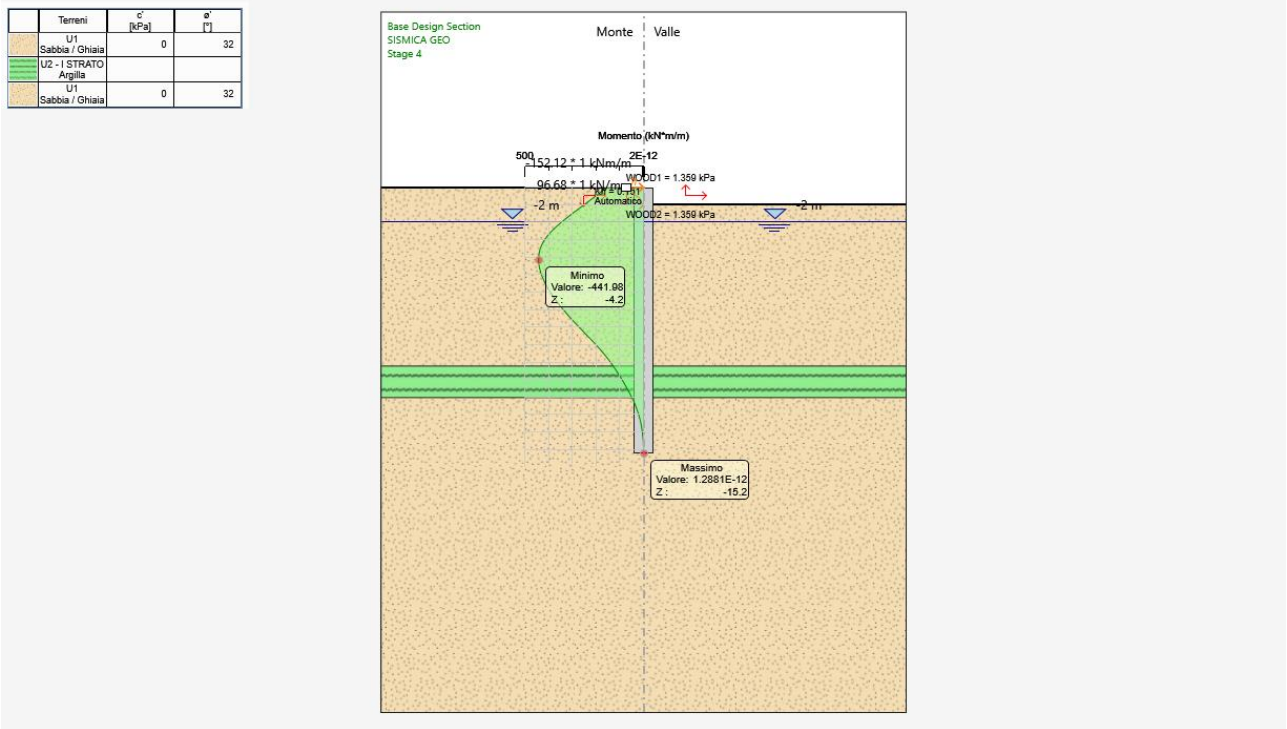 Terreni c' ø'
[kPa] [°]
U1
Sabbia / Ghiaia 0 32
U2 - I STRATO
Argilla
U1
Sabbia / Ghiaia 0 32
Base Design Section
SISMICA GEO
Stage 4
Monte Valle
Momento (kN*m/m)
500 2E-12
-152.12 * 1 kNm/m
96.68 * 1 kN/m
WOOD1 = 1.359 kPa
Automatico
-2 m
-2 m
WOOD2 = 1.359 kPa
Minimo
Valore: -441.98
Z : -4.2
Massimo
Valore: 1.2881E-12
Z : -15.2